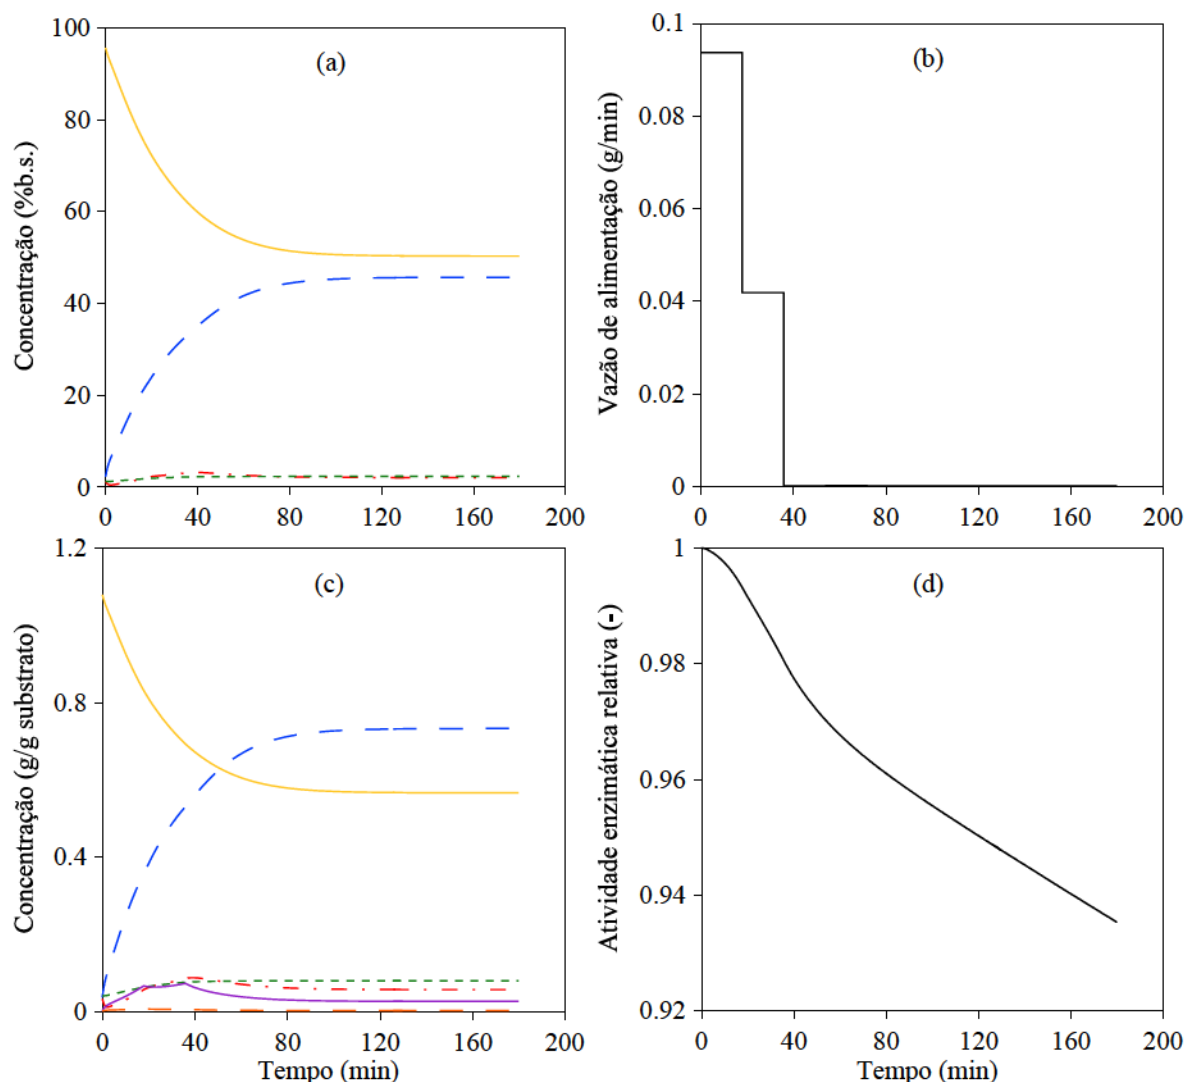 (a)
Concentração (%b.s.)
100
80
60
40
20
0
0 40 80 120 160 200
(b)
Vazão de alimentação (g/min)
0.1
0.08
0.06
0.04
0.02
0
0 40 80 120 160 200
(c)
Concentração (g/g substrato)
1.2
0.8
0.4
0
0 40 80 120 160 200
Tempo (min)
(d)
Atividade enzimática relativa (-)
1
0.98
0.96
0.94
0.92
0 40 80 120 160 200
Tempo (min)